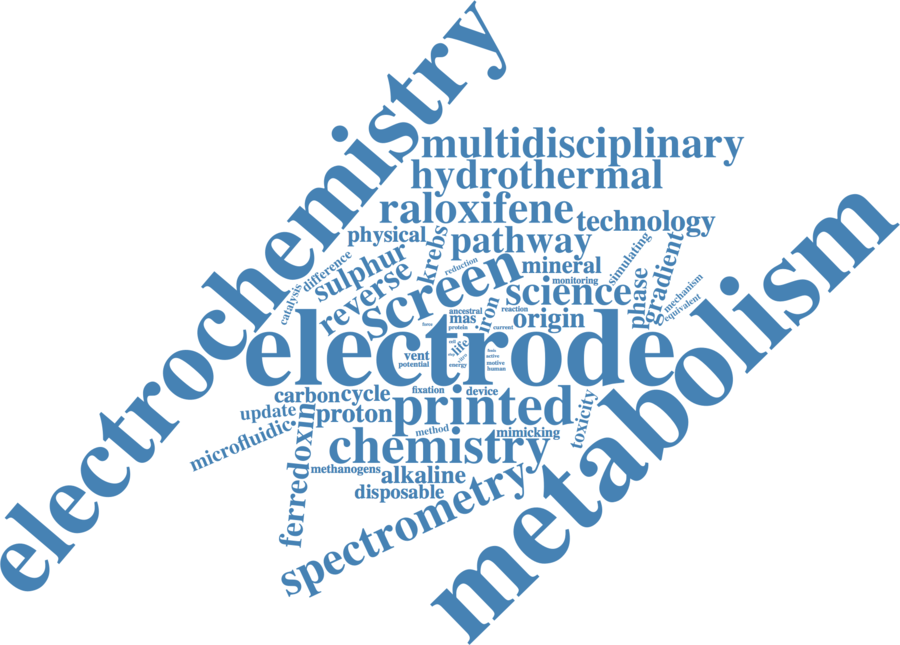 electrochemistry
multidisciplinary
hydrothermal
raloxifene
technology
physical
krebs
pathway
simulating
gradient
phase
difference
sulphur
reduction
mineral
catalysis
reverse
screen
monitoring
mechanism
equivalent
science
iron
reaction
origin
ancestral
mas
protein
current
force
electrode
life
vent
potential
energy
active
motive
human
metabolism
carbon
cycle
fixation
device
update
proton
printed
toxicity
microfluidic
ferredoxin
method
mimicking
chemistry
methanogens
alkaline
disposable
spectrometry